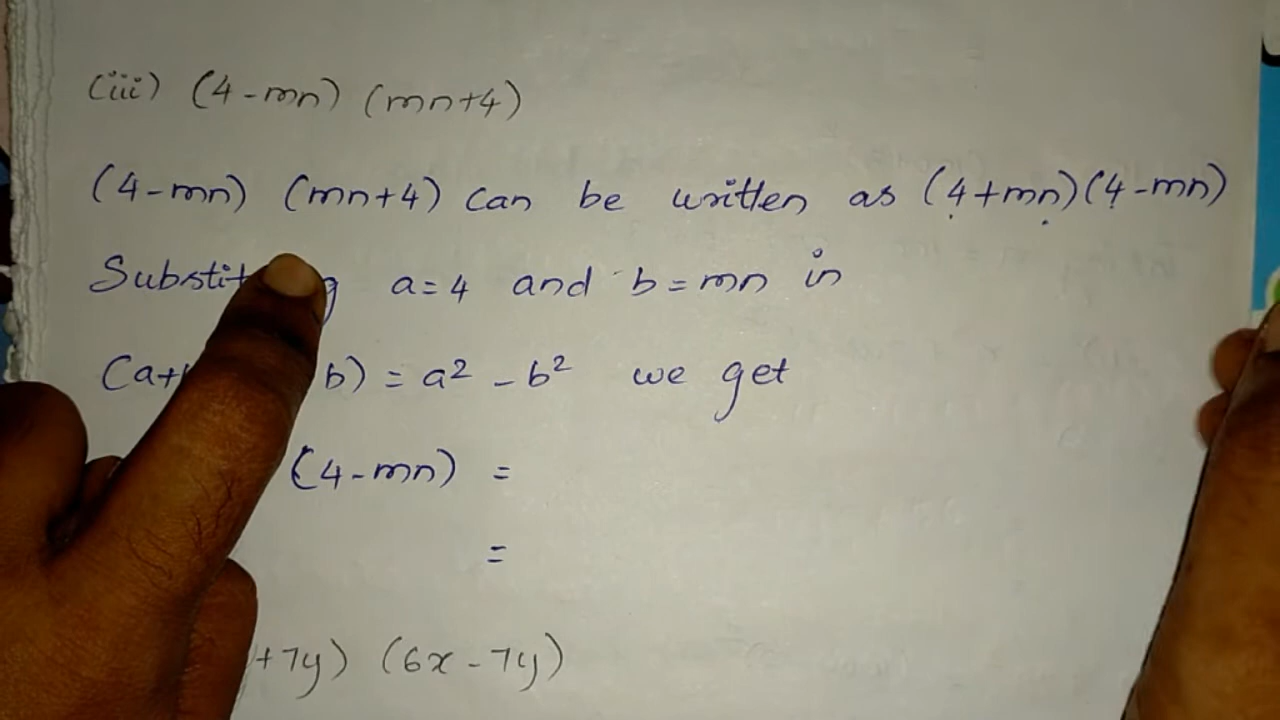 (iii) (4-mn) (mn+4)
(4-mn) (mn+4) can be written as (4+mn)(4-mn)
a=4 and b=mn in
b) = a² - b² we get
(4-mn) =
=
+7y) (6x-7y)